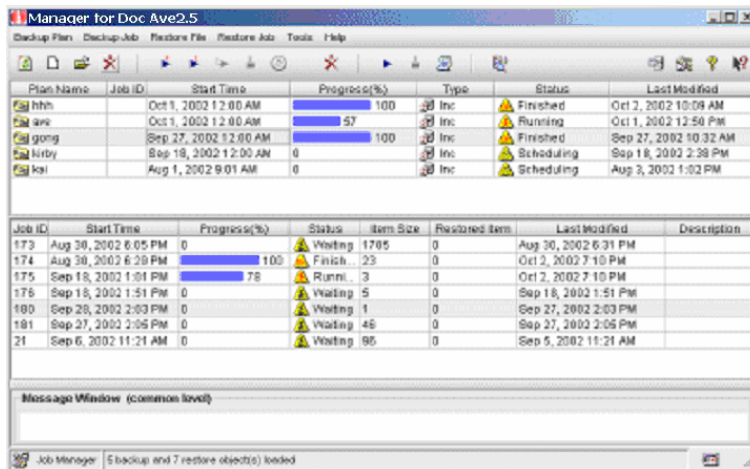 Manager for Doc Ave2.5
Backup Plan Backup Job Restore File Restore Job Tools Help
Plan Name Job ID Start Time Progress(%) Type Status Last Modified
hhh Oct 1, 2002 12:00 AM 100 Inc Finished Oct 2, 2002 10:09 AM
ave Oct 1, 2002 12:00 AM 57 Inc Running Oct 1, 2002 12:50 PM
gong Sep 27, 2002 12:00 AM 100 Inc Finished Sep 27, 2002 10:32 AM
kirby Sep 18, 2002 12:00 AM 0 Inc Scheduling Sep 18, 2002 2:38 PM
kai Aug 1, 2002 9:01 AM 0 Inc Scheduling Aug 3, 2002 1:02 PM
Job ID Start Time Progress(%) Status Item Size Restored Item Last Modified Description
173 Aug 30, 2002 6:05 PM 0 Waiting 1765 0 Aug 30, 2002 6:31 PM
174 Aug 30, 2002 6:29 PM 100 Finish... 23 0 Oct 2, 2002 7:10 PM
175 Sep 18, 2002 1:01 PM 78 Runni... 3 0 Oct 2, 2002 7:10 PM
176 Sep 18, 2002 1:51 PM 0 Waiting 5 0 Sep 18, 2002 1:51 PM
180 Sep 28, 2002 2:03 PM 0 Waiting 1 0 Sep 27, 2002 2:03 PM
181 Sep 27, 2002 2:05 PM 0 Waiting 46 0 Sep 27, 2002 2:05 PM
21 Sep 6, 2002 11:21 AM 0 Waiting 96 0 Sep 5, 2002 11:21 AM
Message Window (common level)
Job Manager 5 backup and 7 restore object(s) loaded